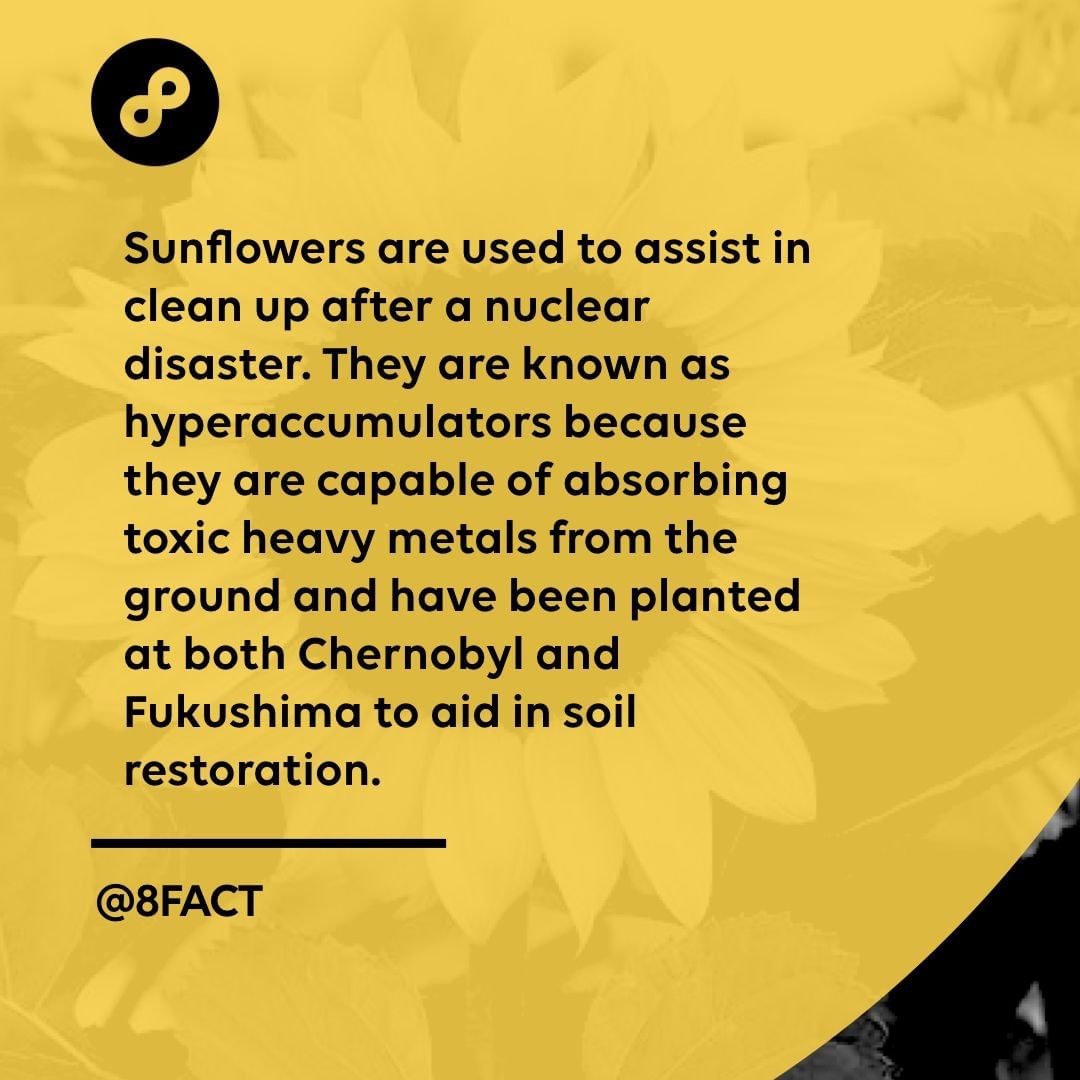 Sunflowers are used to assist in
clean up after a nuclear
disaster. They are known as
hyperaccumulators because
they are capable of absorbing
toxic heavy metals from the
ground and have been planted
at both Chernobyl and
Fukushima to aid in soil
restoration.
@8FACT